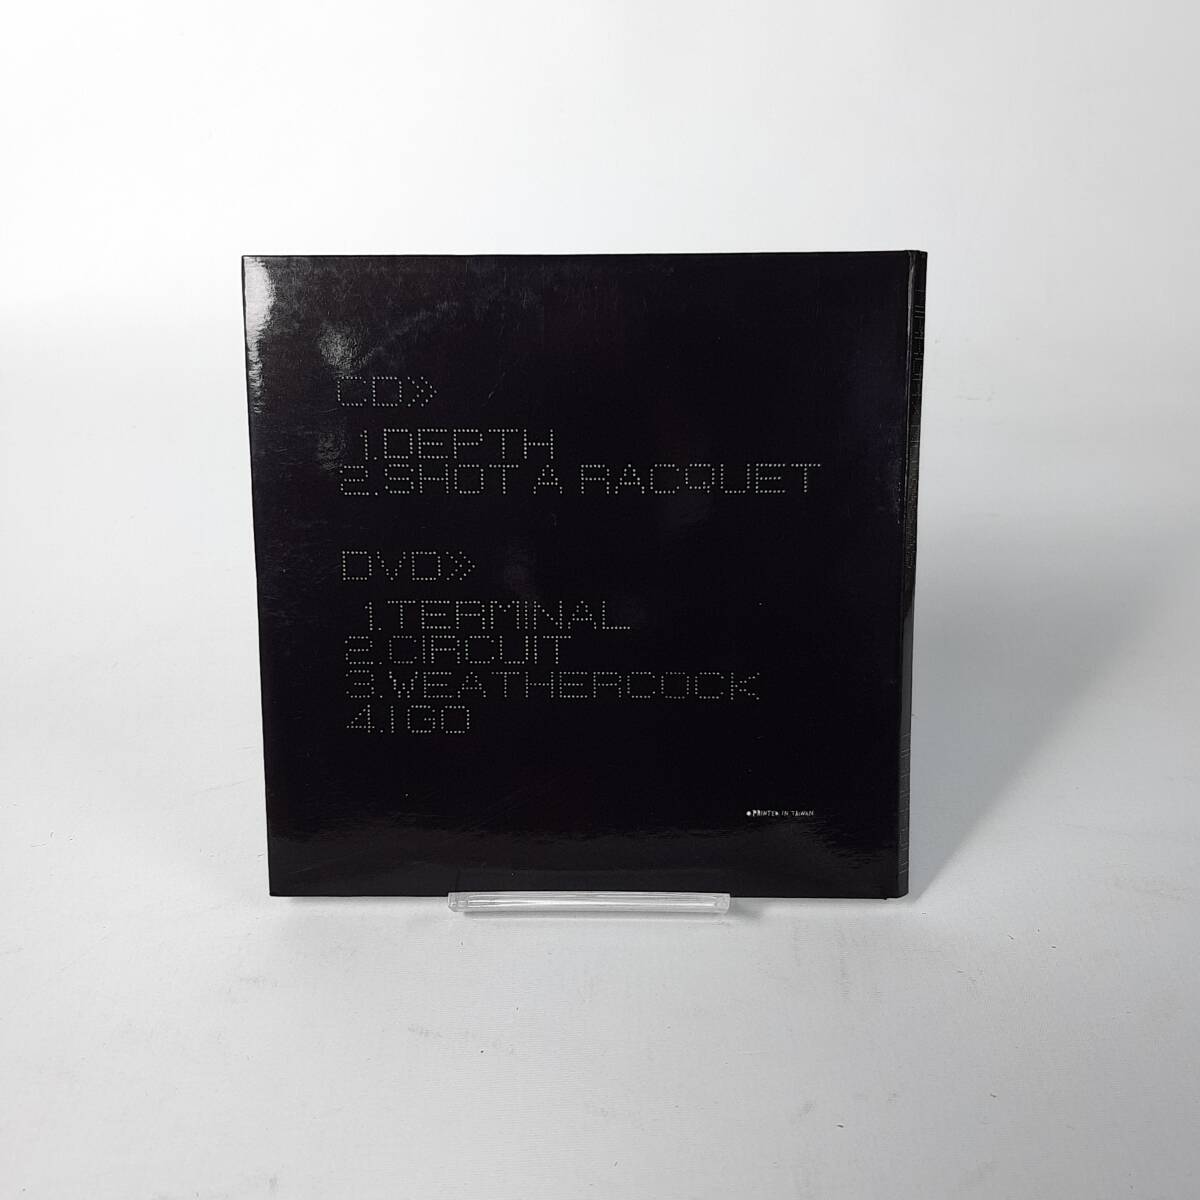 CD»
1.DEPTH
2.SHOT A RACQUET
DVD»
1.TERMINAL
2.CIRCUIT
3.WEATHERCOCK
4.I GO
PRINTED IN TAIWAN